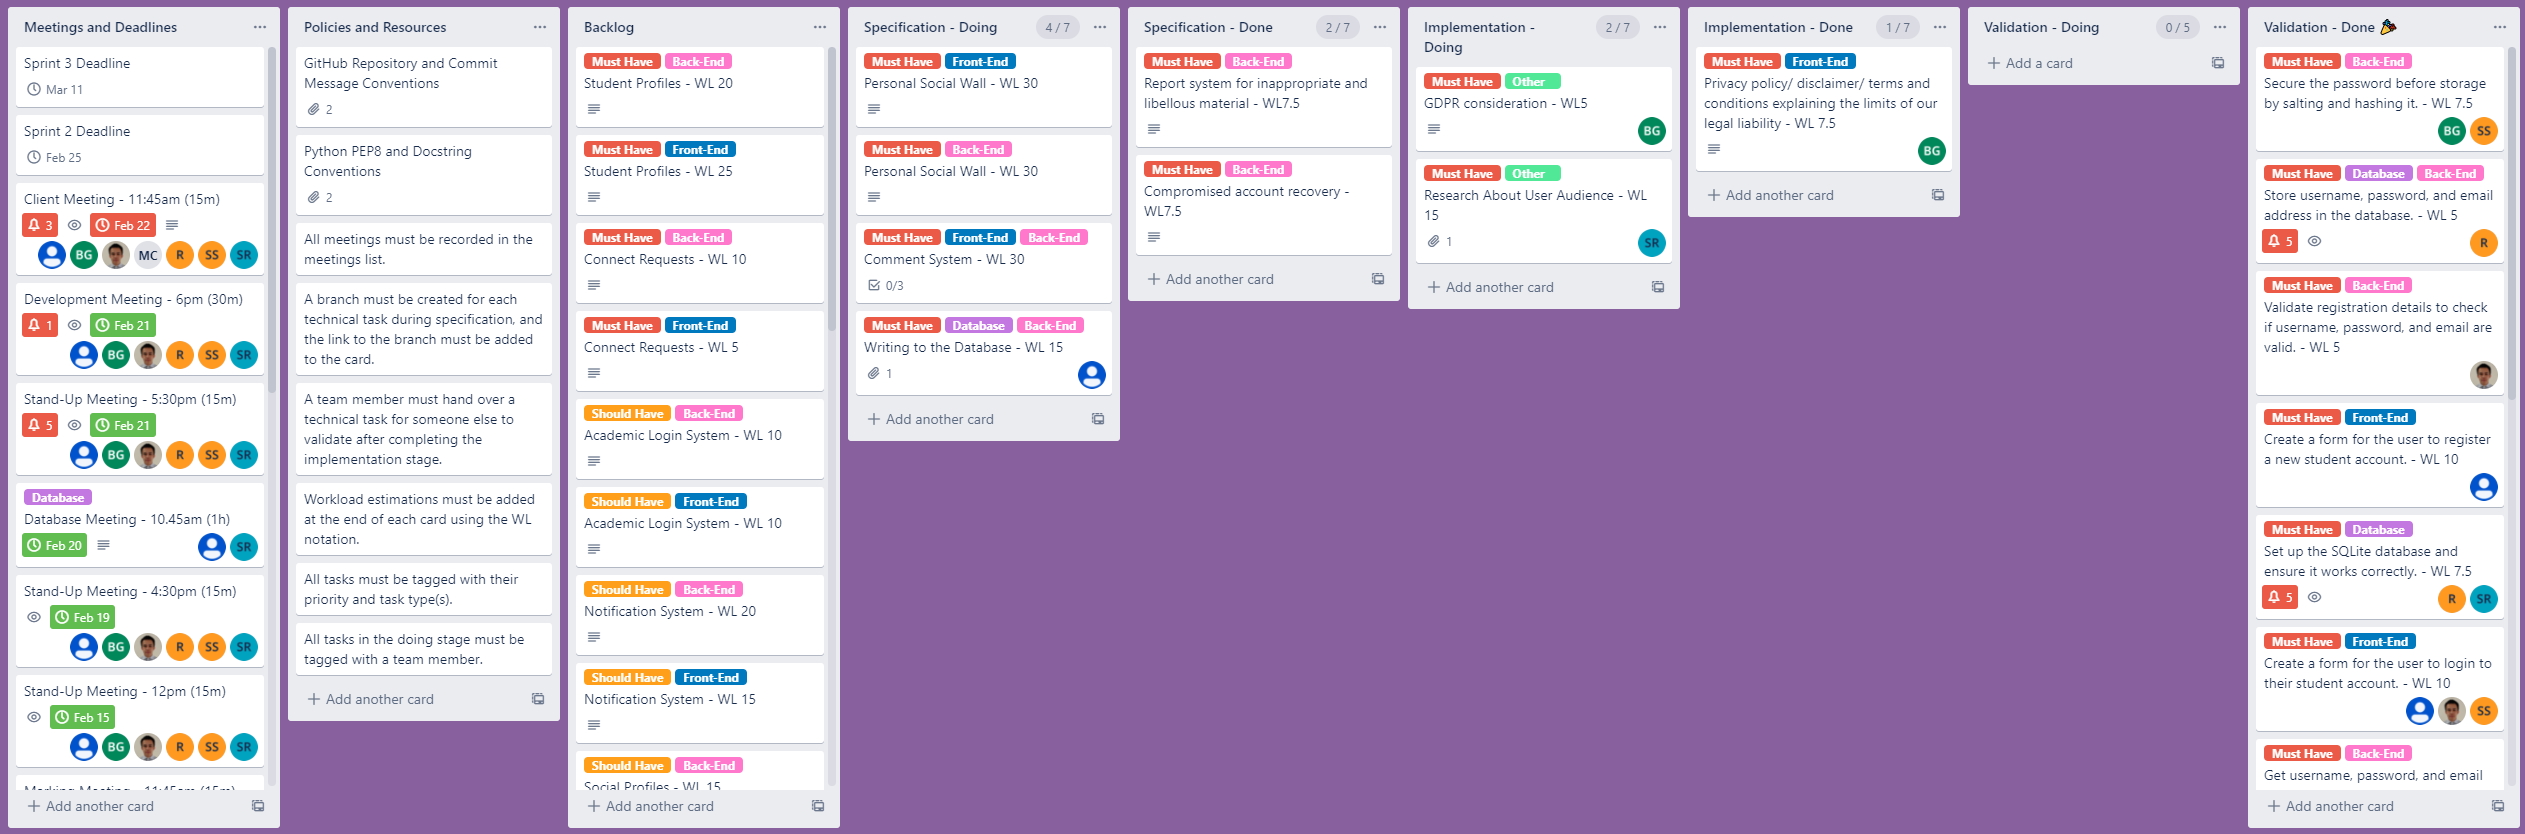 Meetings and Deadlines
Sprint 3 Deadline
Mar 11
Sprint 2 Deadline
Feb 25
Client Meeting - 11:45am (15m)
3 Feb 22
BG MC R SS SR
Development Meeting - 6pm (30m)
1 Feb 21
BG R SS SR
Stand-Up Meeting - 5:30pm (15m)
5 Feb 21
BG R SS SR
Database
Database Meeting - 10.45am (1h)
Feb 20 SR
Stand-Up Meeting - 4:30pm (15m)
Feb 19
BG R SS SR
Stand-Up Meeting - 12pm (15m)
Feb 15
BG R SS SR
Marking Meeting - 11:45am (15m)
+ Add another card
Policies and Resources
GitHub Repository and Commit
Message Conventions
2
Python PEP8 and Docstring
Conventions
2
All meetings must be recorded in the
meetings list.
A branch must be created for each
technical task during specification, and
the link to the branch must be added
to the card.
A team member must hand over a
technical task for someone else to
validate after completing the
implementation stage.
Workload estimations must be added
at the end of each card using the WL
notation.
All tasks must be tagged with their
priority and task type(s).
All tasks in the doing stage must be
tagged with a team member.
+ Add another card
Backlog
Must Have Back-End
Student Profiles - WL 20
Must Have Front-End
Student Profiles - WL 25
Must Have Back-End
Connect Requests - WL 10
Must Have Front-End
Connect Requests - WL 5
Should Have Back-End
Academic Login System - WL 10
Should Have Front-End
Academic Login System - WL 10
Should Have Back-End
Notification System - WL 20
Should Have Front-End
Notification System - WL 15
Should Have Back-End
Social Profiles - WL 15
+ Add another card
Specification - Doing 4 / 7
Must Have Front-End
Personal Social Wall - WL 30
Must Have Back-End
Personal Social Wall - WL 30
Must Have Front-End Back-End
Comment System - WL 30
0/3
Must Have Database Back-End
Writing to the Database - WL 15
1
+ Add another card
Specification - Done 2 / 7
Must Have Back-End
Report system for inappropriate and
libellous material - WL7.5
Must Have Back-End
Compromised account recovery -
WL7.5
+ Add another card
Implementation - 2 / 7
Doing
Must Have Other
GDPR consideration - WL5
BG
Must Have Other
Research About User Audience - WL
15
1 SR
+ Add another card
Implementation - Done 1 / 7
Must Have Front-End
Privacy policy/ disclaimer/ terms and
conditions explaining the limits of our
legal liability - WL 7.5
BG
+ Add another card
Validation - Doing 0 / 5
+ Add a card
Validation - Done 🎉
Must Have Back-End
Secure the password before storage
by salting and hashing it. - WL 7.5
BG SS
Must Have Database Back-End
Store username, password, and email
address in the database. - WL 5
5 R
Must Have Back-End
Validate registration details to check
if username, password, and email are
valid. - WL 5
Must Have Front-End
Create a form for the user to register
a new student account. - WL 10
Must Have Database
Set up the SQLite database and
ensure it works correctly. - WL 7.5
5 R SR
Must Have Front-End
Create a form for the user to login to
their student account. - WL 10
SS
Must Have Back-End
Get username, password, and email
+ Add another card